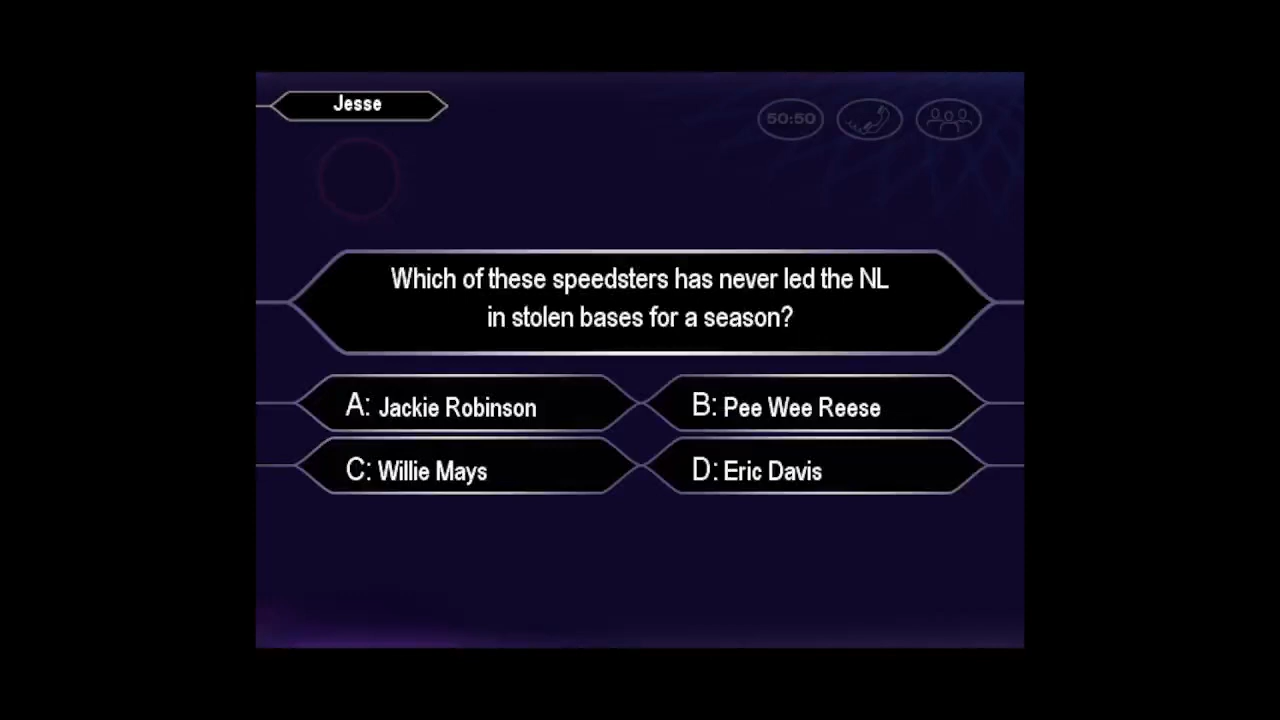 Jesse
50:50
Which of these speedsters has never led the NL
in stolen bases for a season?
A: Jackie Robinson
B: Pee Wee Reese
C: Willie Mays
D: Eric Davis